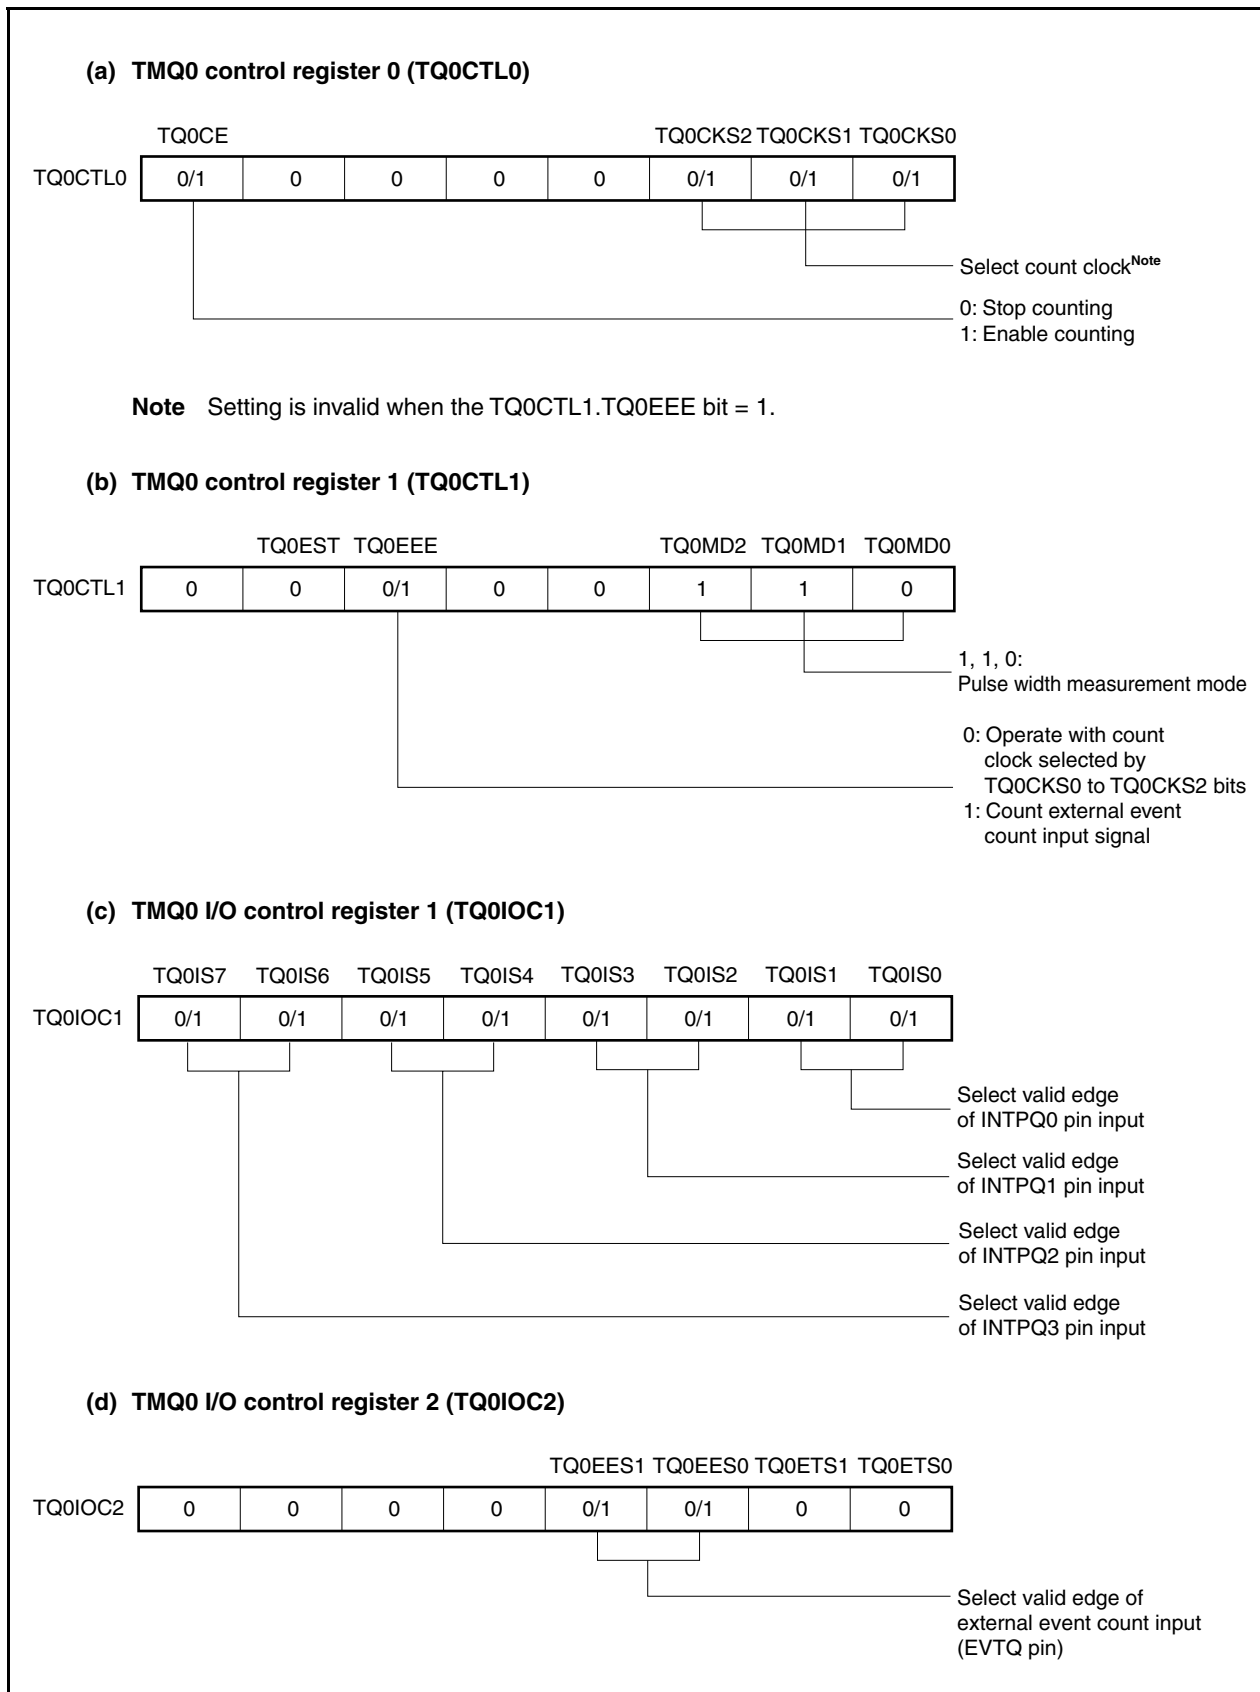 (a) TMQ0 control register 0 (TQ0CTL0)
TQ0CE TQ0CKS2 TQ0CKS1 TQ0CKS0
TQ0CTL0 0/1 0 0 0 0 0/1 0/1 0/1
Select count clockNote
0: Stop counting
1: Enable counting
Note Setting is invalid when the TQ0CTL1.TQ0EEE bit = 1.
(b) TMQ0 control register 1 (TQ0CTL1)
TQ0EST TQ0EEE TQ0MD2 TQ0MD1 TQ0MD0
TQ0CTL1 0 0 0/1 0 0 1 1 0
1, 1, 0:
Pulse width measurement mode
0: Operate with count
clock selected by
TQ0CKS0 to TQ0CKS2 bits
1: Count external event
count input signal
(c) TMQ0 I/O control register 1 (TQ0IOC1)
TQ0IS7 TQ0IS6 TQ0IS5 TQ0IS4 TQ0IS3 TQ0IS2 TQ0IS1 TQ0IS0
TQ0IOC1 0/1 0/1 0/1 0/1 0/1 0/1 0/1 0/1
Select valid edge
of INTPQ0 pin input
Select valid edge
of INTPQ1 pin input
Select valid edge
of INTPQ2 pin input
Select valid edge
of INTPQ3 pin input
(d) TMQ0 I/O control register 2 (TQ0IOC2)
TQ0EES1 TQ0EES0 TQ0ETS1 TQ0ETS0
TQ0IOC2 0 0 0 0 0/1 0/1 0 0
Select valid edge of
external event count input
(EVTQ pin)